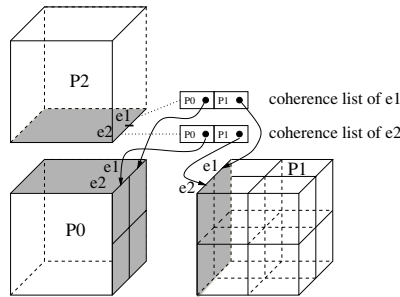 P2
e1
e2
P0 P1
coherence list of e1
P0 P1
coherence list of e2
e1
e2
e1
e2
P1
P0